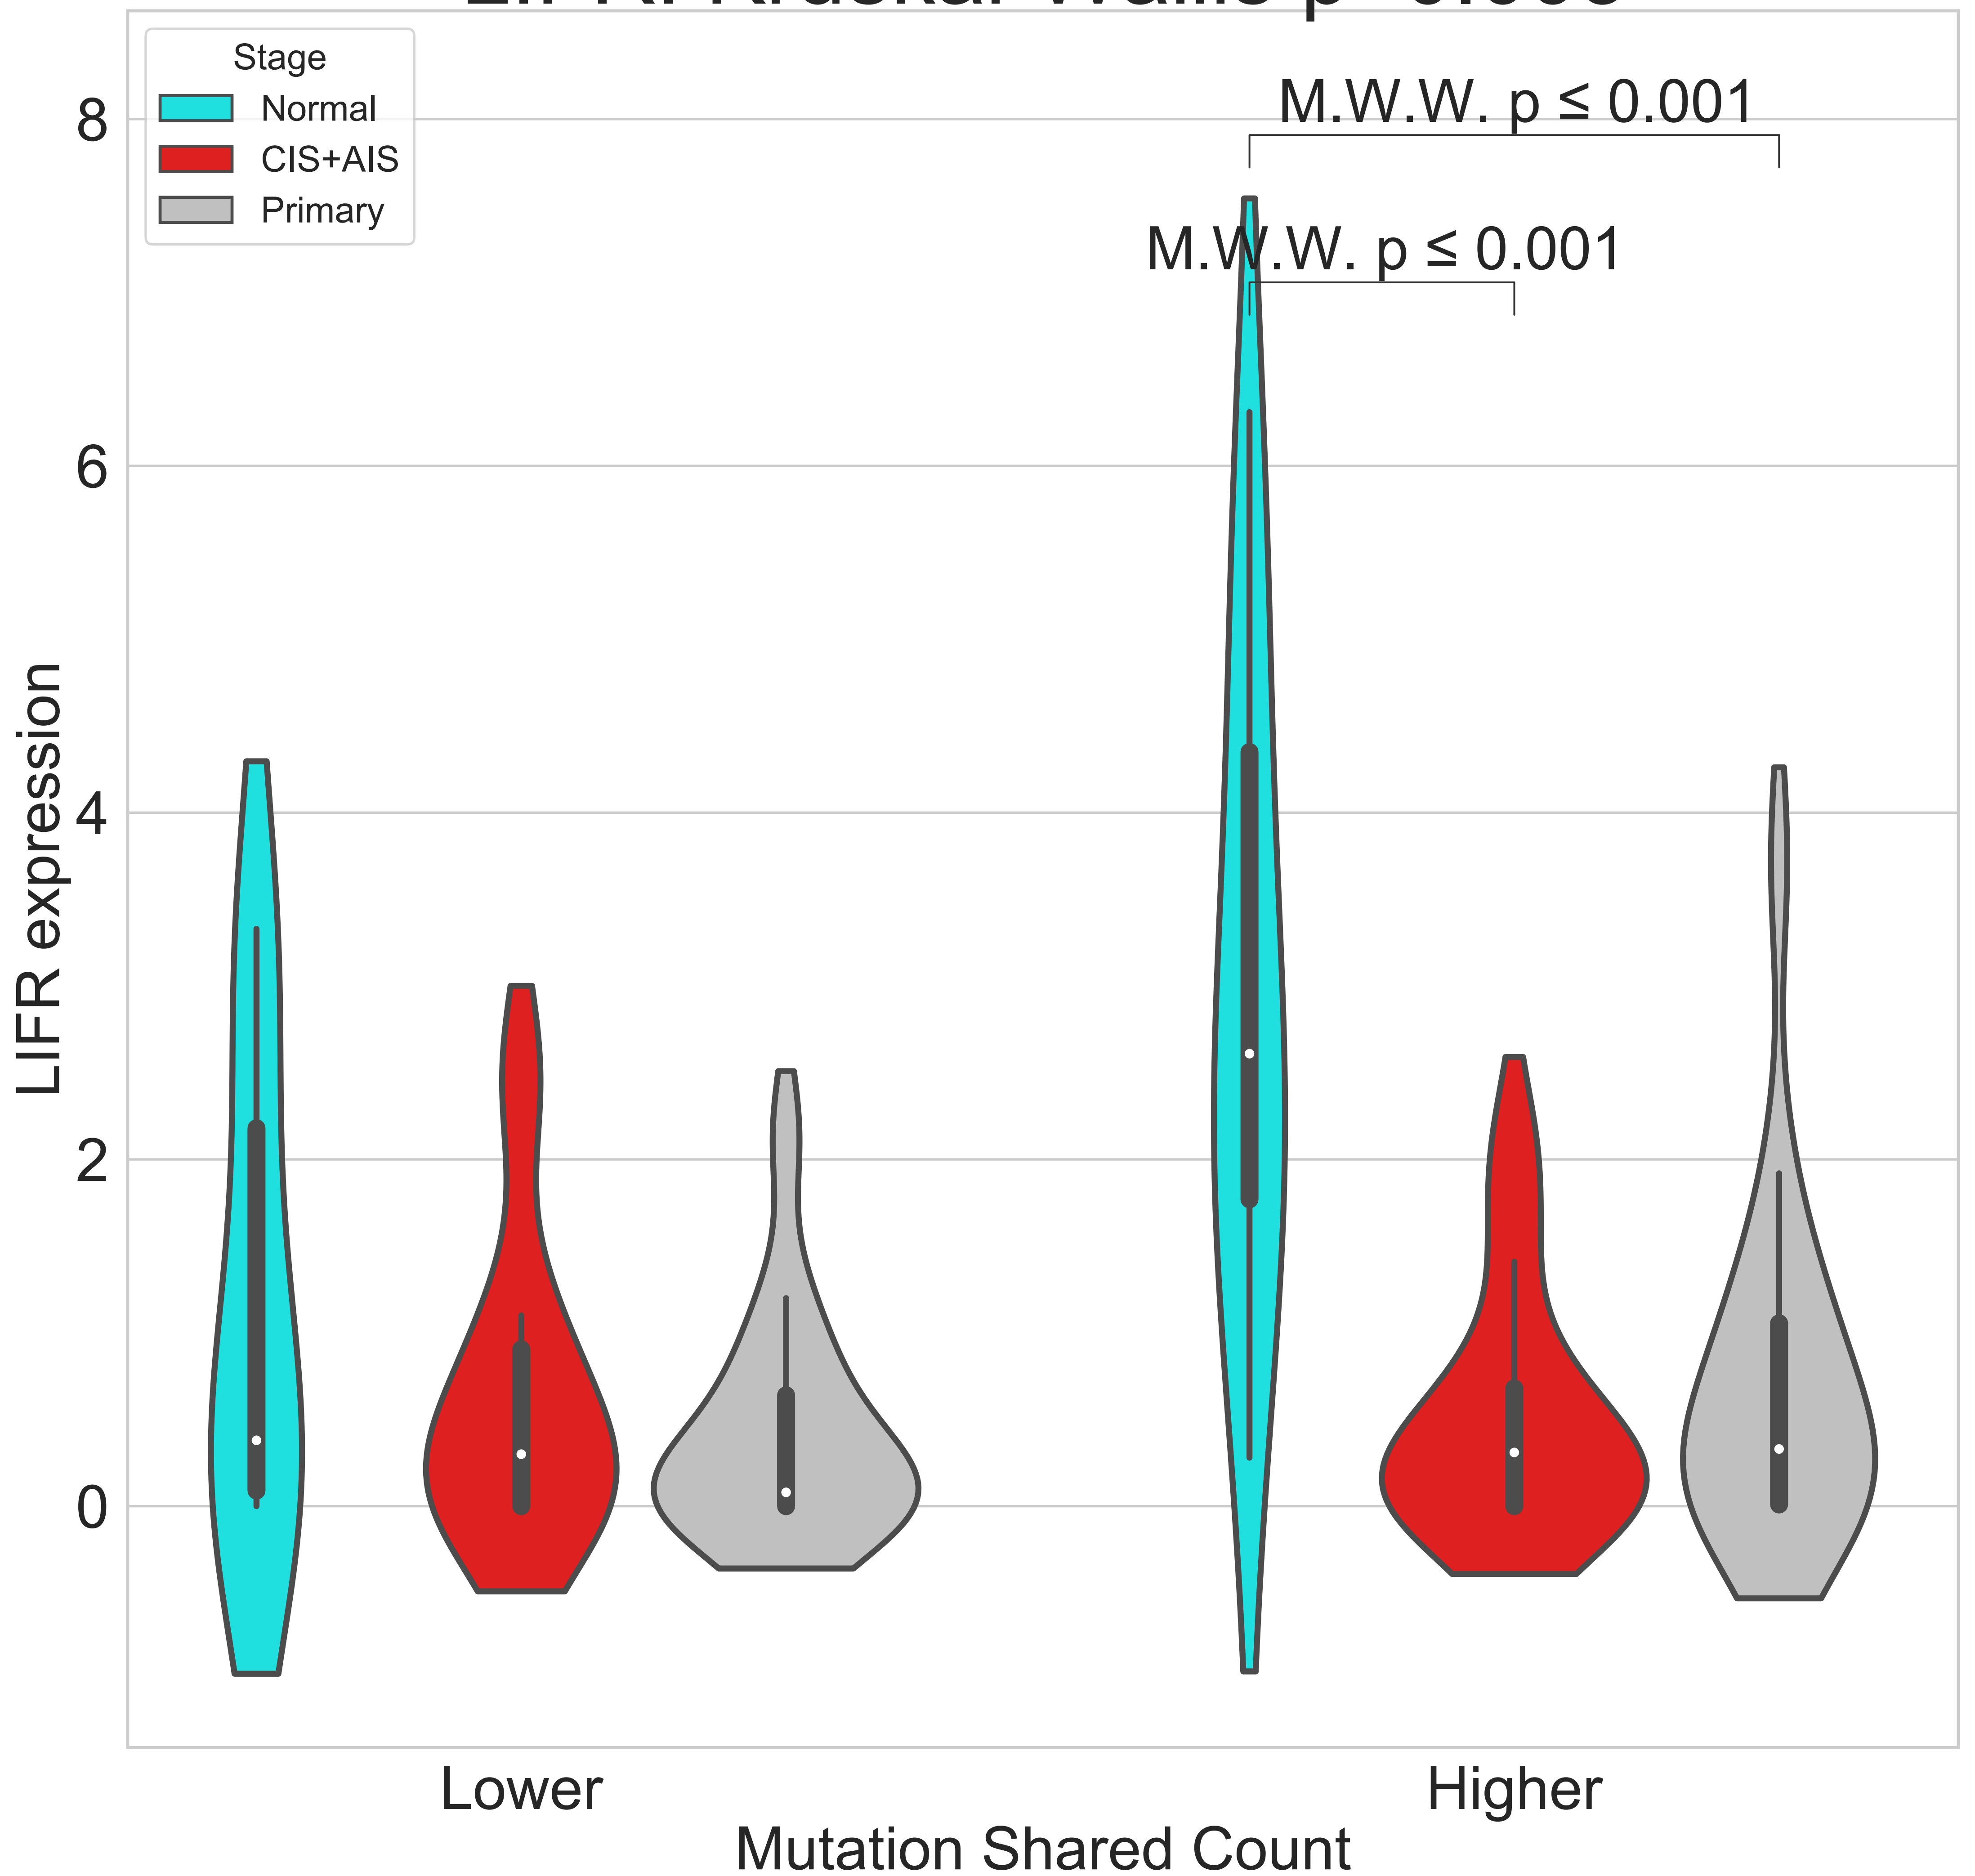 Stage
Normal
CIS+AIS
Primary
M.W.W. p ≤ 0.001
M.W.W. p ≤ 0.001
8
6
4
2
0
LIFR expression
Lower
Higher
Mutation Shared Count